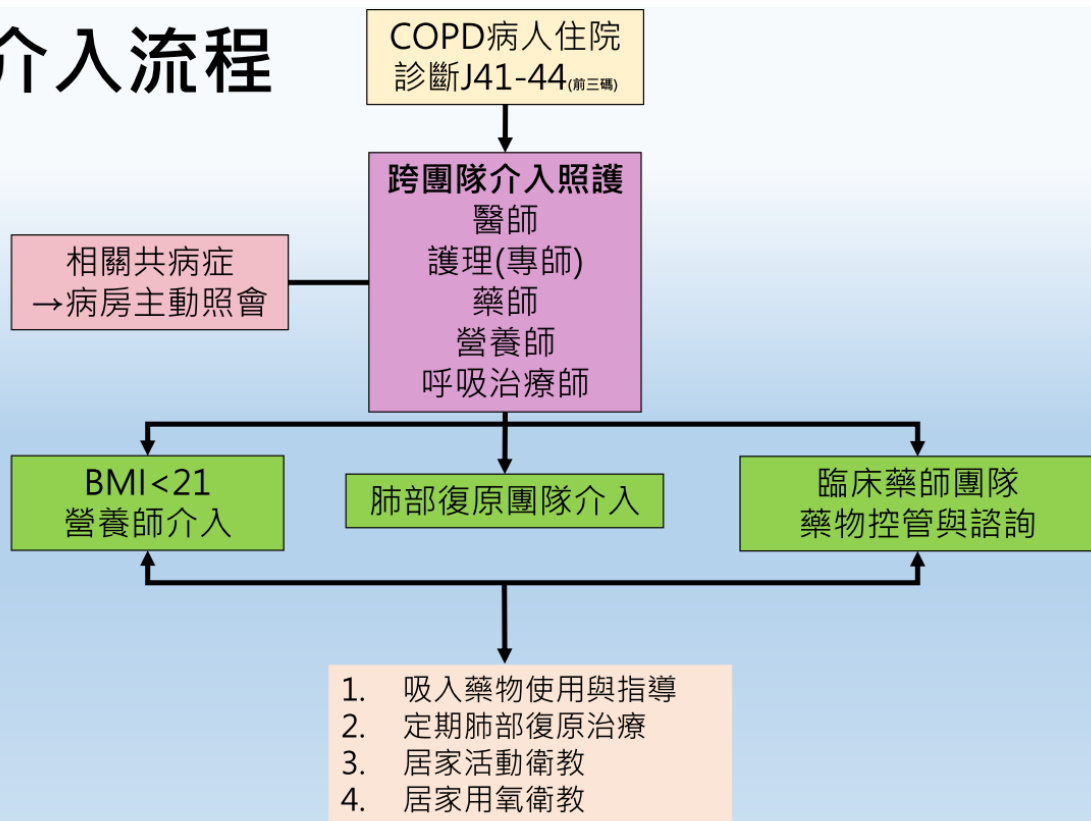 介入流程
COPD病人住院
診斷J41-44(前三碼)
跨團隊介入照護
醫師
護理(專師)
藥師
營養師
呼吸治療師
相關共病症
→病房主動照會
BMI<21
營養師介入
肺部復原團隊介入
臨床藥師團隊
藥物控管與諮詢
1. 吸入藥物使用與指導
2. 定期肺部復原治療
3. 居家活動衛教
4. 居家用氧衛教